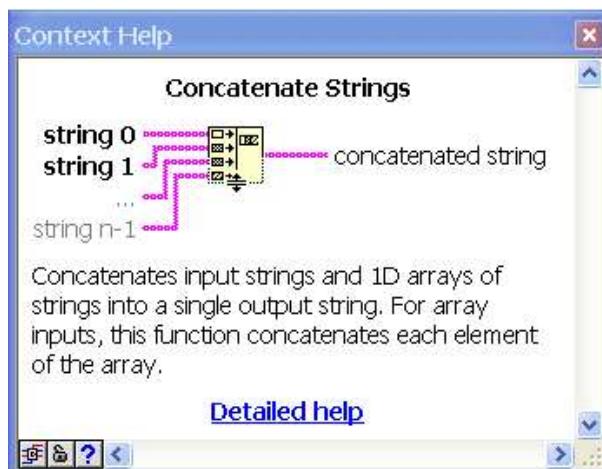 Context Help
Concatenate Strings
string 0
string 1
concatenated string
...
string n-1
Concatenates input strings and 1D arrays of
strings into a single output string. For array
inputs, this function concatenates each element
of the array.
Detailed help
?